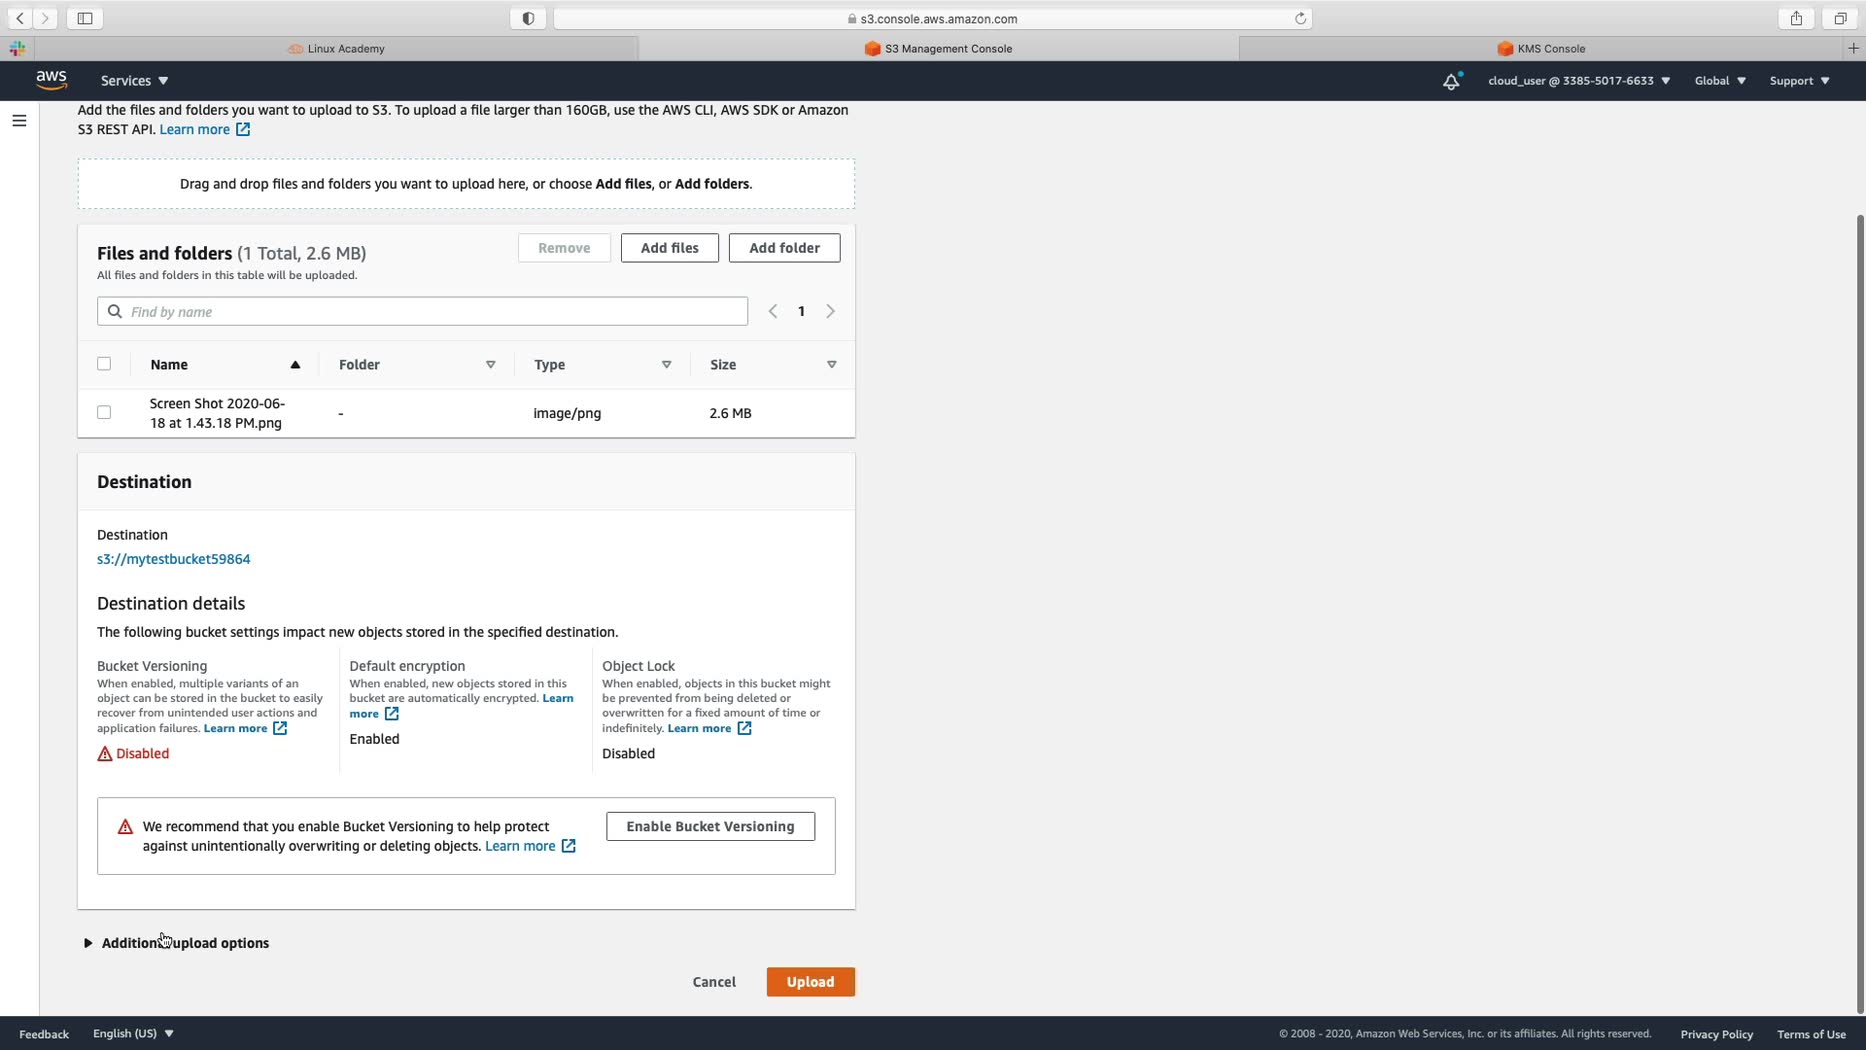 s3.console.aws.amazon.com
Linux Academy
S3 Management Console
KMS Console
aws
Services
cloud_user @ 3385-5017-6633
Global
Support
Add the files and folders you want to upload to S3. To upload a file larger than 160GB, use the AWS CLI, AWS SDK or Amazon
S3 REST API. Learn more
Drag and drop files and folders you want to upload here, or choose Add files, or Add folders.
Files and folders (1 Total, 2.6 MB)
Remove
Add files
Add folder
All files and folders in this table will be uploaded.
Find by name
1
Name
Folder
Type
Size
Screen Shot 2020-06-
18 at 1.43.18 PM.png
-
image/png
2.6 MB
Destination
Destination
s3://mytestbucket59864
Destination details
The following bucket settings impact new objects stored in the specified destination.
Bucket Versioning
When enabled, multiple variants of an
object can be stored in the bucket to easily
recover from unintended user actions and
application failures. Learn more
Disabled
Default encryption
When enabled, new objects stored in this
bucket are automatically encrypted. Learn
more
Enabled
Object Lock
When enabled, objects in this bucket might
be prevented from being deleted or
overwritten for a fixed amount of time or
indefinitely. Learn more
Disabled
We recommend that you enable Bucket Versioning to help protect
against unintentionally overwriting or deleting objects. Learn more
Enable Bucket Versioning
Additional upload options
Cancel
Upload
Feedback
English (US)
© 2008 - 2020, Amazon Web Services, Inc. or its affiliates. All rights reserved.
Privacy Policy
Terms of Use